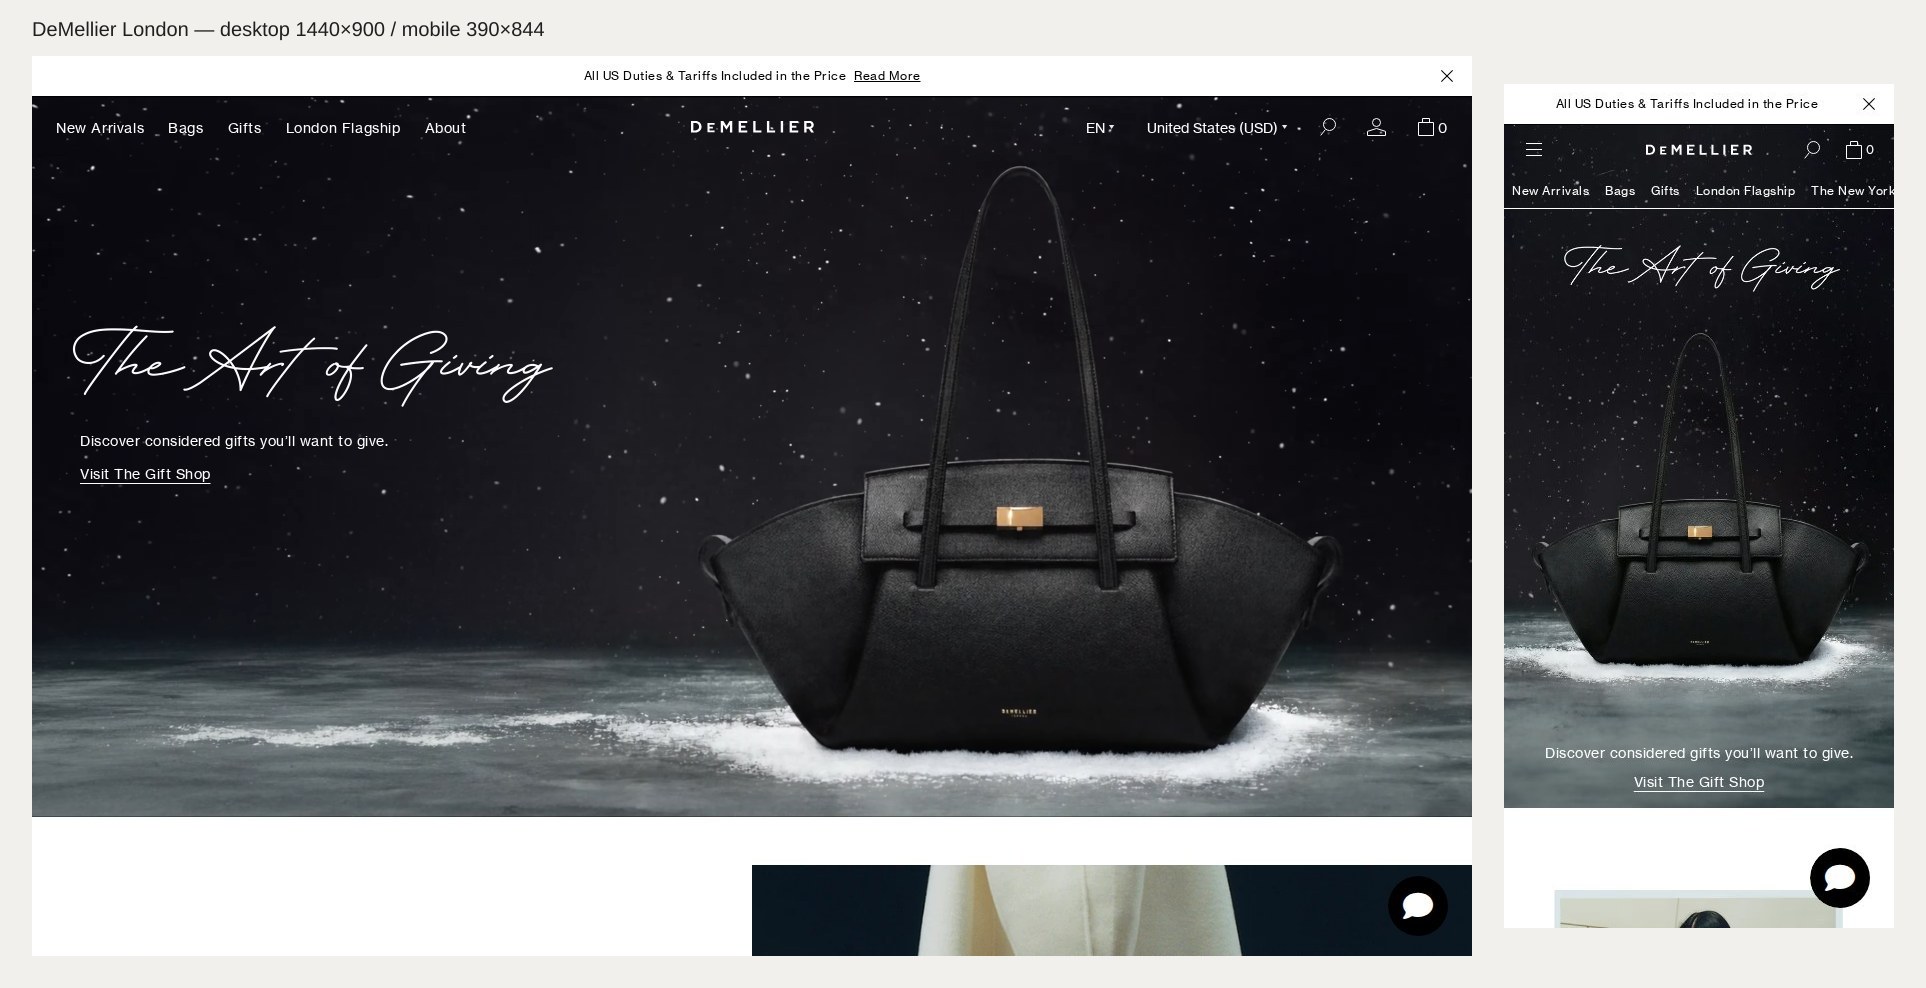 DeMellier London — desktop 1440×900 / mobile 390×844
All US Duties & Tariffs Included in the Price Read More
New Arrivals Bags Gifts London Flagship About DEMELLIER EN United States (USD) 0
The Art of Giving
Discover considered gifts you'll want to give.
Visit The Gift Shop
DEMELLIER
LONDON
All US Duties & Tariffs Included in the Price
DEMELLIER 0
New Arrivals Bags Gifts London Flagship The New York
The Art of Giving
DEMELLIER
Discover considered gifts you'll want to give.
Visit The Gift Shop